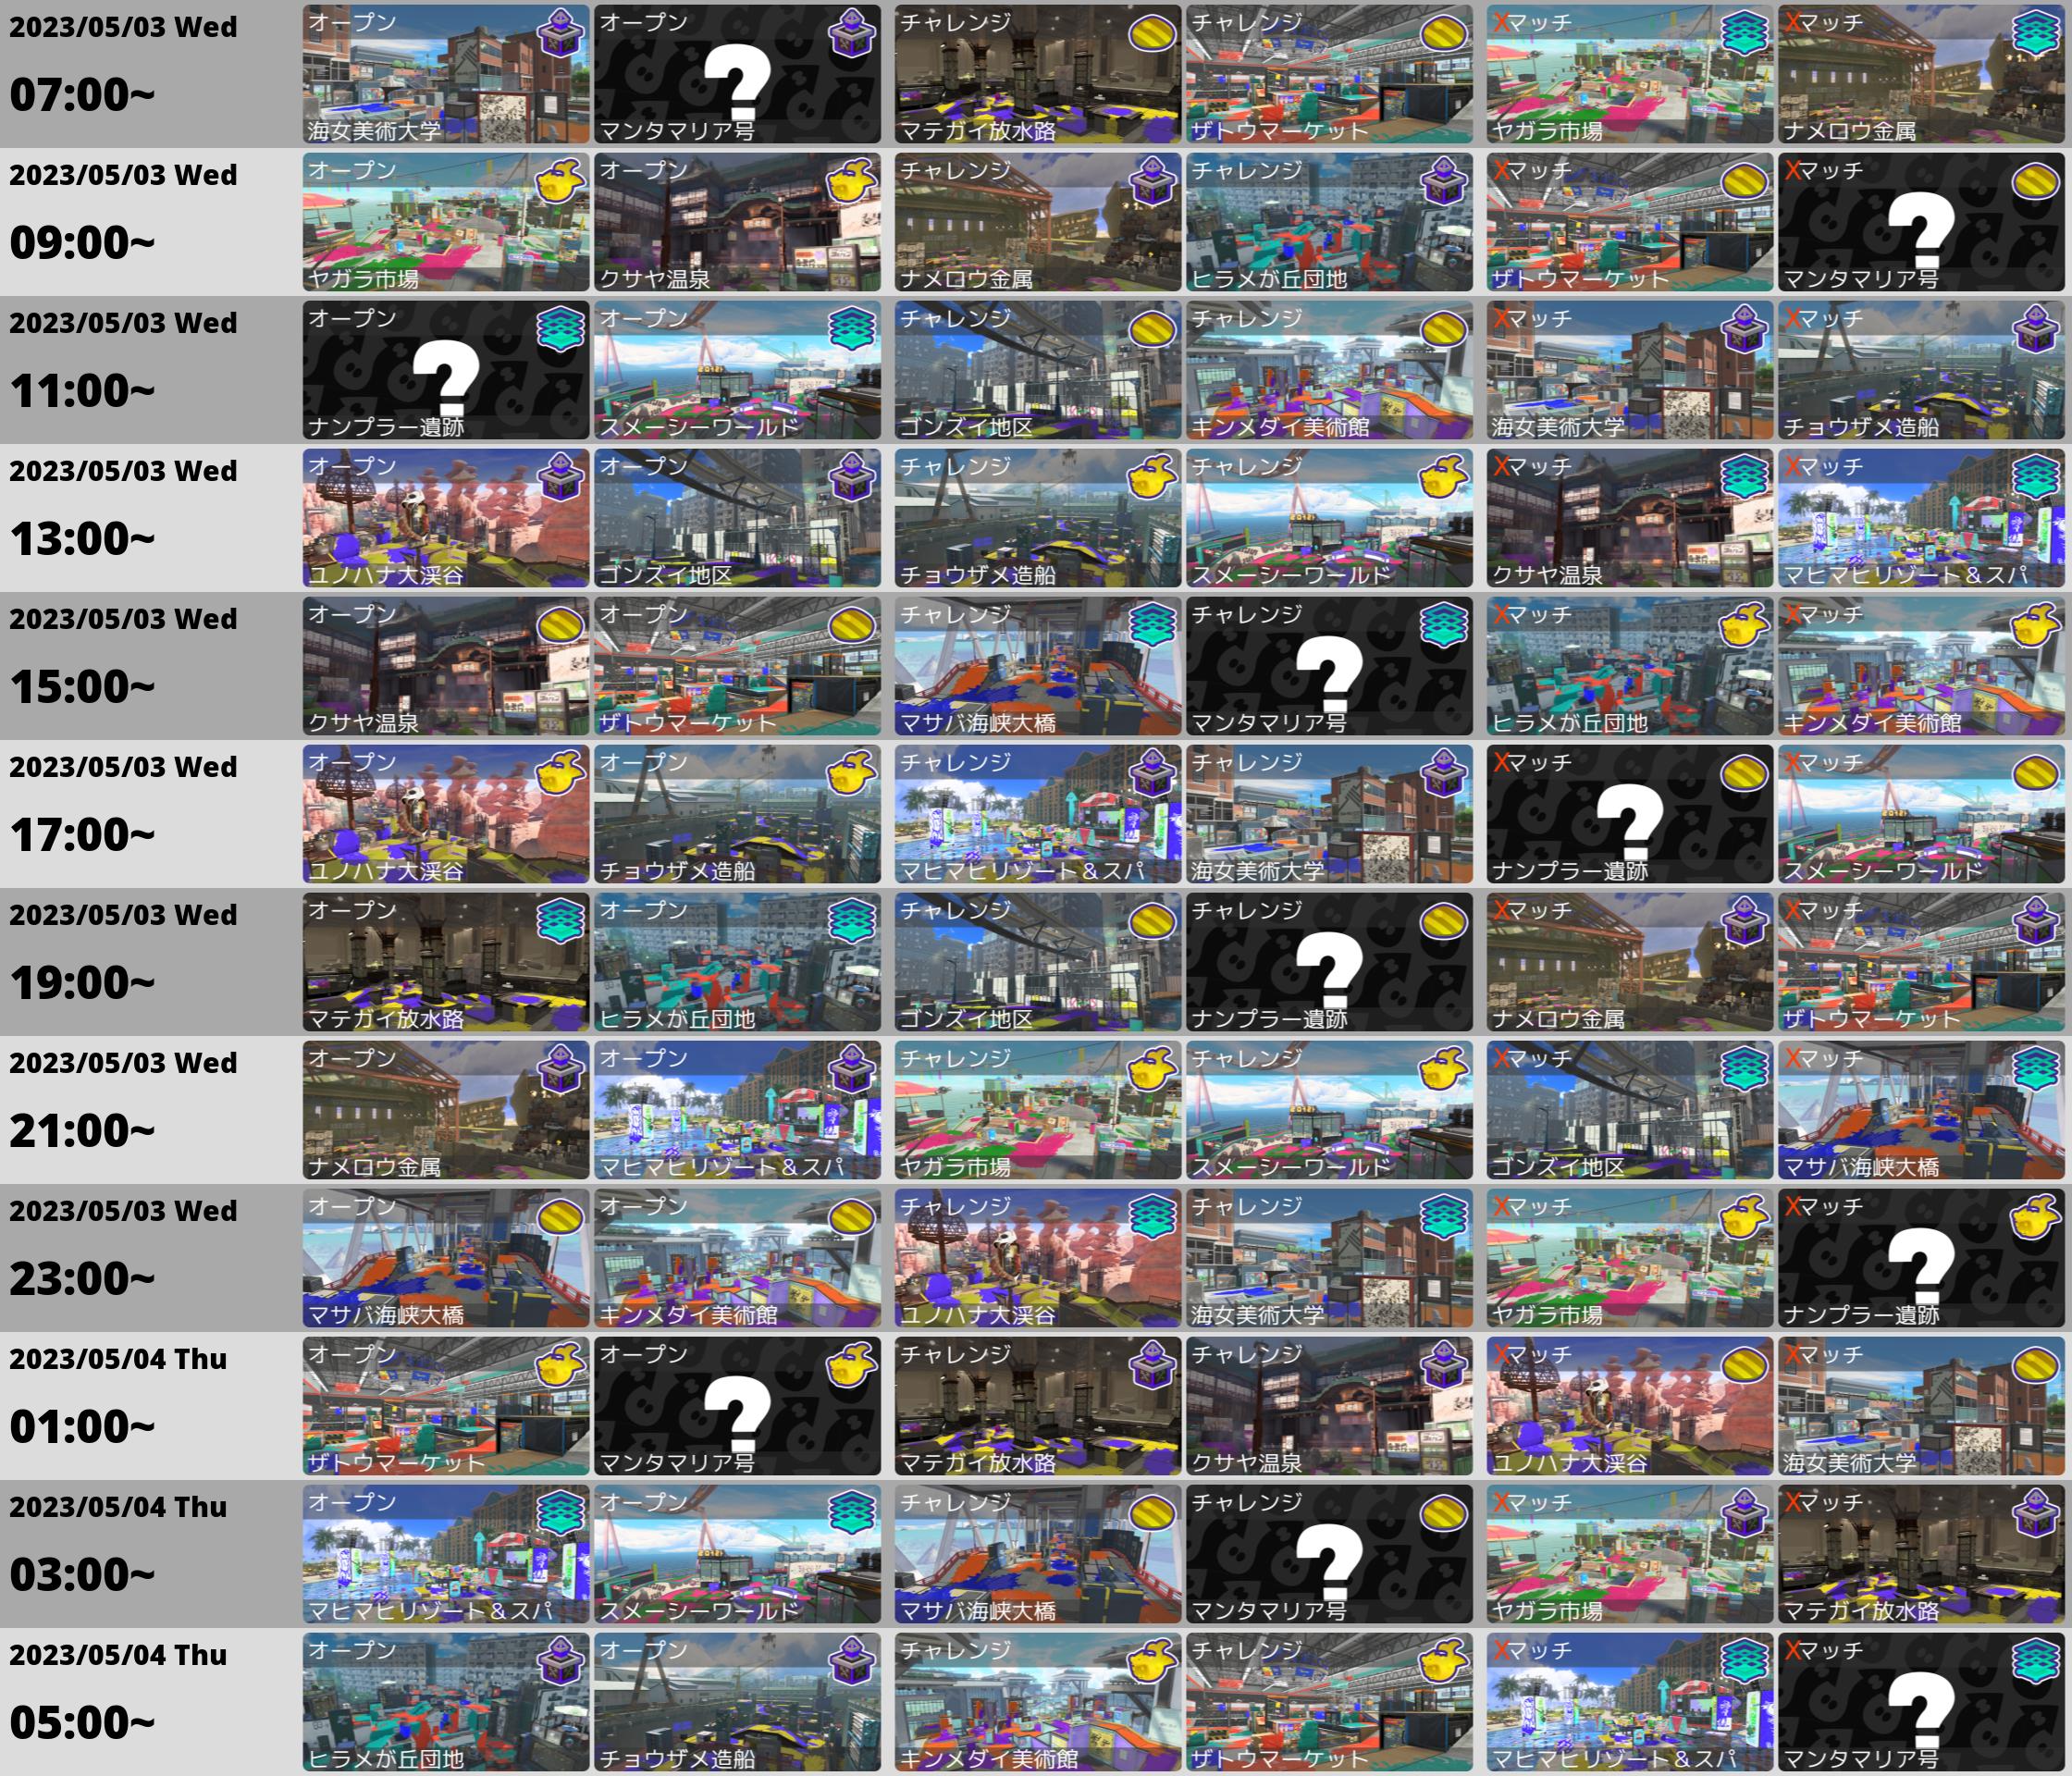 2023/05/03 Wed
07:00~
オープン
海女美術大学
オープン
マンタマリア号
チャレンジ
マテガイ放水路
チャレンジ
ザトウマーケット
Xマッチ
ヤガラ市場
Xマッチ
ナメロウ金属
2023/05/03 Wed
09:00~
オープン
ヤガラ市場
オープン
クサヤ温泉
チャレンジ
ナメロウ金属
チャレンジ
ヒラメが丘団地
Xマッチ
ザトウマーケット
Xマッチ
マンタマリア号
2023/05/03 Wed
11:00~
オープン
ナンプラー遺跡
オープン
スメーシーワールド
チャレンジ
ゴンズイ地区
チャレンジ
キンメダイ美術館
Xマッチ
海女美術大学
Xマッチ
チョウザメ造船
2023/05/03 Wed
13:00~
オープン
ユノハナ大渓谷
オープン
ゴンズイ地区
チャレンジ
チョウザメ造船
チャレンジ
スメーシーワールド
Xマッチ
クサヤ温泉
Xマッチ
マヒマヒリゾート＆スパ
2023/05/03 Wed
15:00~
オープン
クサヤ温泉
オープン
ザトウマーケット
チャレンジ
マサバ海峡大橋
チャレンジ
マンタマリア号
Xマッチ
ヒラメが丘団地
Xマッチ
キンメダイ美術館
2023/05/03 Wed
17:00~
オープン
ユノハナ大渓谷
オープン
チョウザメ造船
チャレンジ
マヒマヒリゾート＆スパ
チャレンジ
海女美術大学
Xマッチ
ナンプラー遺跡
Xマッチ
スメーシーワールド
2023/05/03 Wed
19:00~
オープン
マテガイ放水路
オープン
ヒラメが丘団地
チャレンジ
ゴンズイ地区
チャレンジ
ナンプラー遺跡
Xマッチ
ナメロウ金属
Xマッチ
ザトウマーケット
2023/05/03 Wed
21:00~
オープン
ナメロウ金属
オープン
マヒマヒリゾート＆スパ
チャレンジ
ヤガラ市場
チャレンジ
スメーシーワールド
Xマッチ
ゴンズイ地区
Xマッチ
マサバ海峡大橋
2023/05/03 Wed
23:00~
オープン
マサバ海峡大橋
オープン
キンメダイ美術館
チャレンジ
ユノハナ大渓谷
チャレンジ
海女美術大学
Xマッチ
ヤガラ市場
Xマッチ
ナンプラー遺跡
2023/05/04 Thu
01:00~
オープン
ザトウマーケット
オープン
マンタマリア号
チャレンジ
マテガイ放水路
チャレンジ
クサヤ温泉
Xマッチ
ユノハナ大渓谷
Xマッチ
海女美術大学
2023/05/04 Thu
03:00~
オープン
マヒマヒリゾート＆スパ
オープン
スメーシーワールド
チャレンジ
マサバ海峡大橋
チャレンジ
マンタマリア号
Xマッチ
ヤガラ市場
Xマッチ
マテガイ放水路
2023/05/04 Thu
05:00~
オープン
ヒラメが丘団地
オープン
チョウザメ造船
チャレンジ
キンメダイ美術館
チャレンジ
ザトウマーケット
Xマッチ
マヒマヒリゾート＆スパ
Xマッチ
マンタマリア号